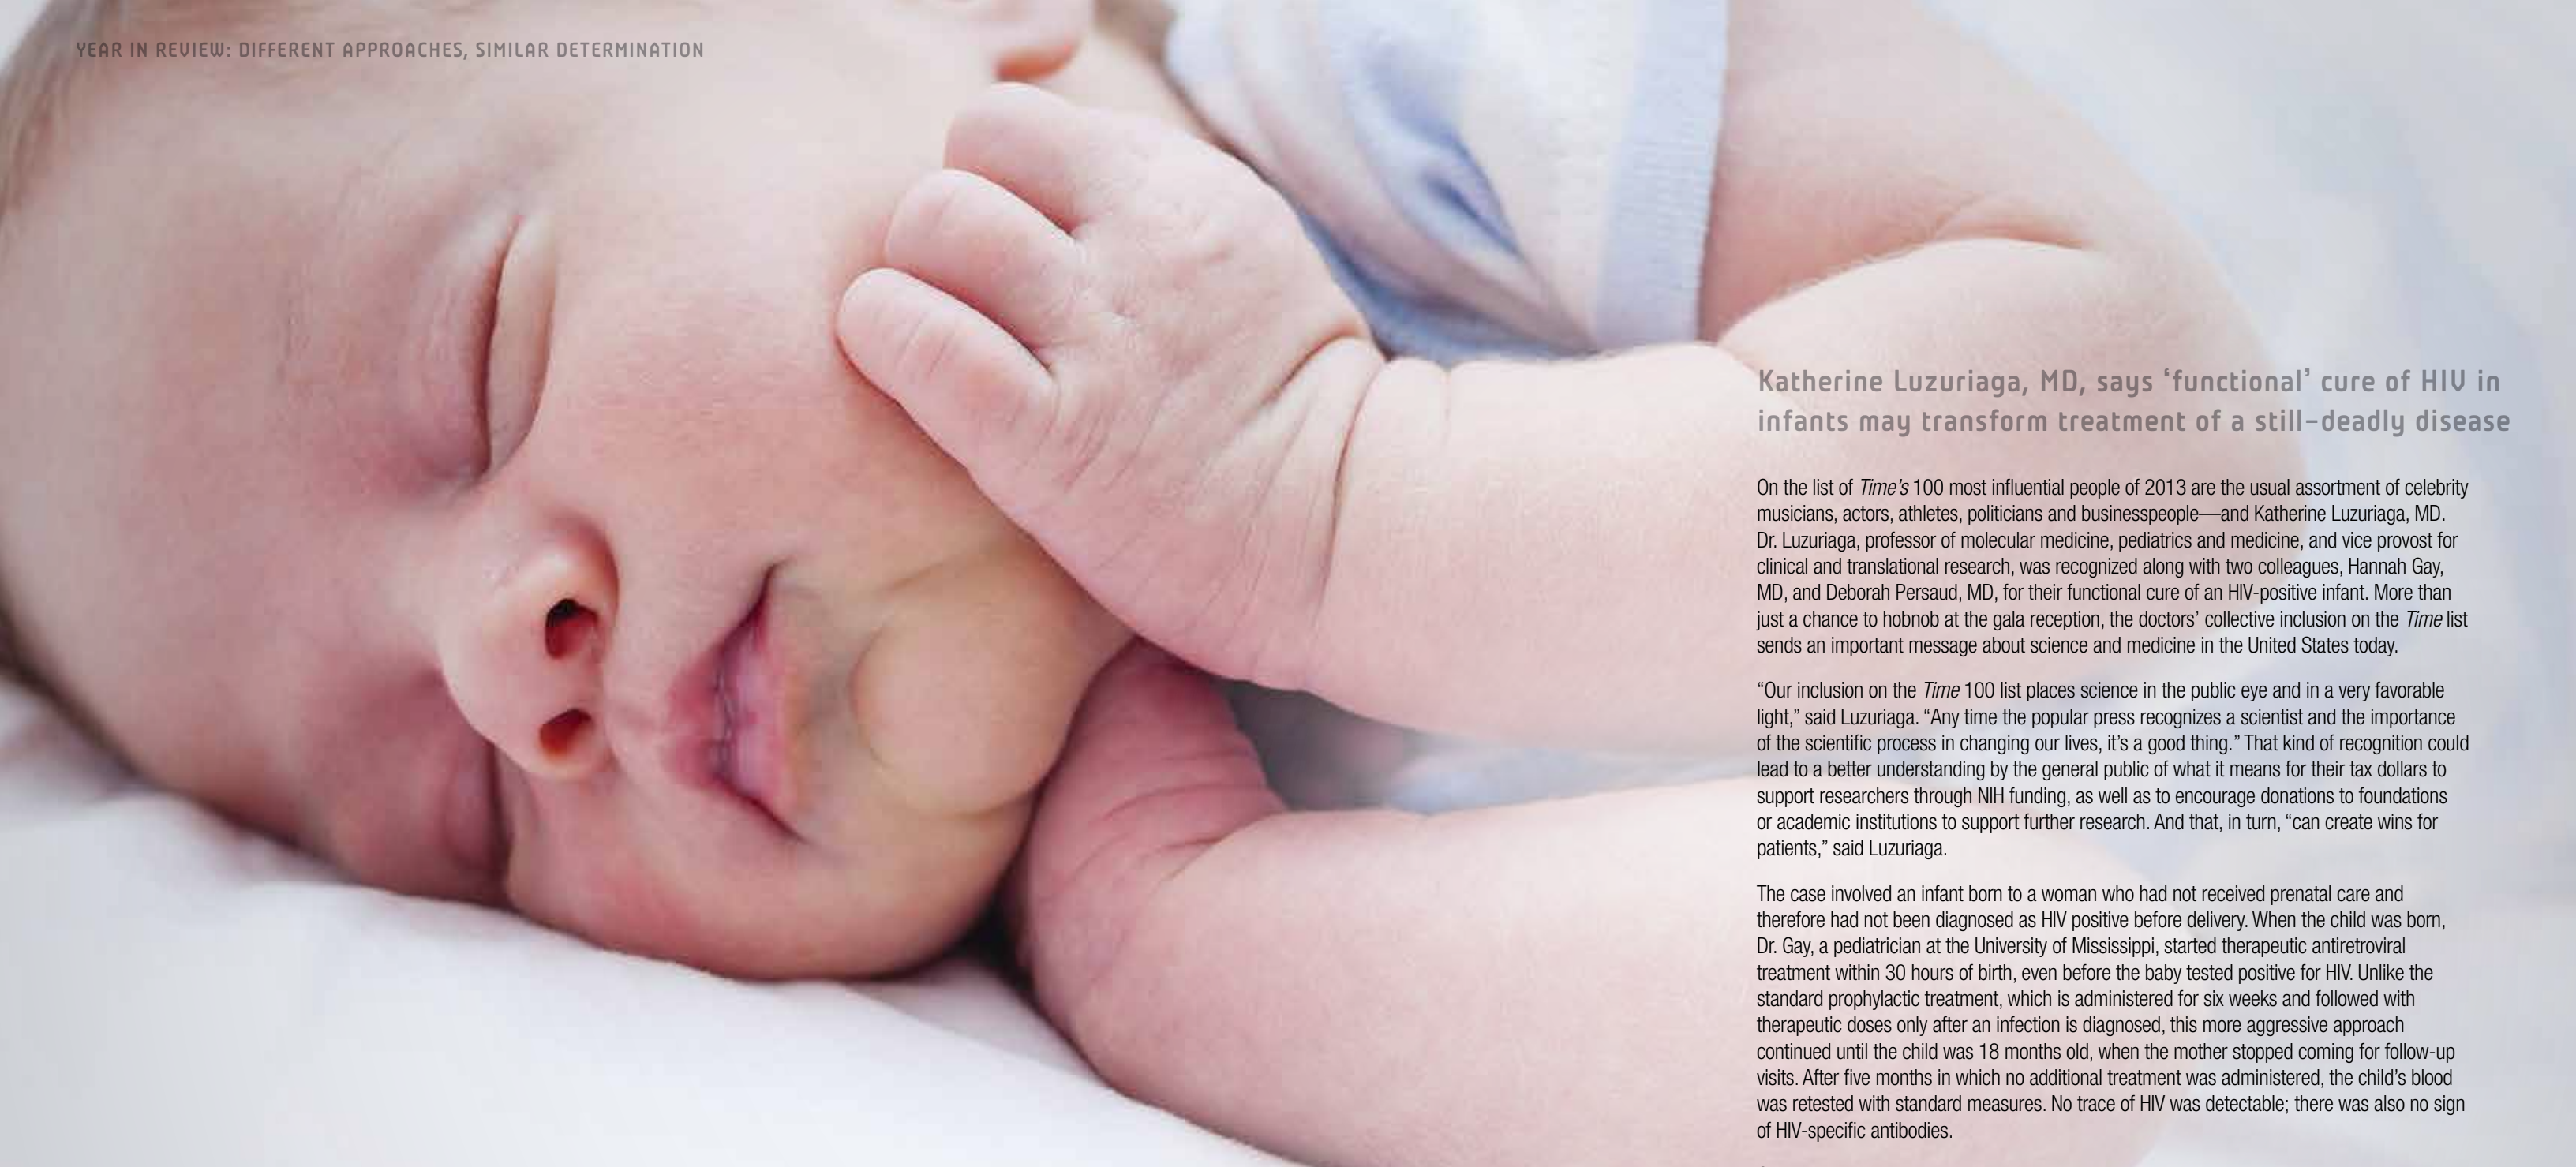 YEAR IN REVIEW: DIFFERENT APPROACHES, SIMILAR DETERMINATION
Katherine Luzuriaga, MD, says ‘functional’ cure of HIV in
infants may transform treatment of a still-deadly disease
On the list of Time’s 100 most influential people of 2013 are the usual assortment of celebrity
musicians, actors, athletes, politicians and businesspeople—and Katherine Luzuriaga, MD.
Dr. Luzuriaga, professor of molecular medicine, pediatrics and medicine, and vice provost for
clinical and translational research, was recognized along with two colleagues, Hannah Gay,
MD, and Deborah Persaud, MD, for their functional cure of an HIV-positive infant. More than
just a chance to hobnob at the gala reception, the doctors’ collective inclusion on the Time list
sends an important message about science and medicine in the United States today.
“Our inclusion on the Time 100 list places science in the public eye and in a very favorable
light,” said Luzuriaga. “Any time the popular press recognizes a scientist and the importance
of the scientific process in changing our lives, it’s a good thing.” That kind of recognition could
lead to a better understanding by the general public of what it means for their tax dollars to
support researchers through NIH funding, as well as to encourage donations to foundations
or academic institutions to support further research. And that, in turn, “can create wins for
patients,” said Luzuriaga.
The case involved an infant born to a woman who had not received prenatal care and
therefore had not been diagnosed as HIV positive before delivery. When the child was born,
Dr. Gay, a pediatrician at the University of Mississippi, started therapeutic antiretroviral
treatment within 30 hours of birth, even before the baby tested positive for HIV. Unlike the
standard prophylactic treatment, which is administered for six weeks and followed with
therapeutic doses only after an infection is diagnosed, this more aggressive approach
continued until the child was 18 months old, when the mother stopped coming for follow-up
visits. After five months in which no additional treatment was administered, the child’s blood
was retested with standard measures. No trace of HIV was detectable; there was also no sign
of HIV-specific antibodies.